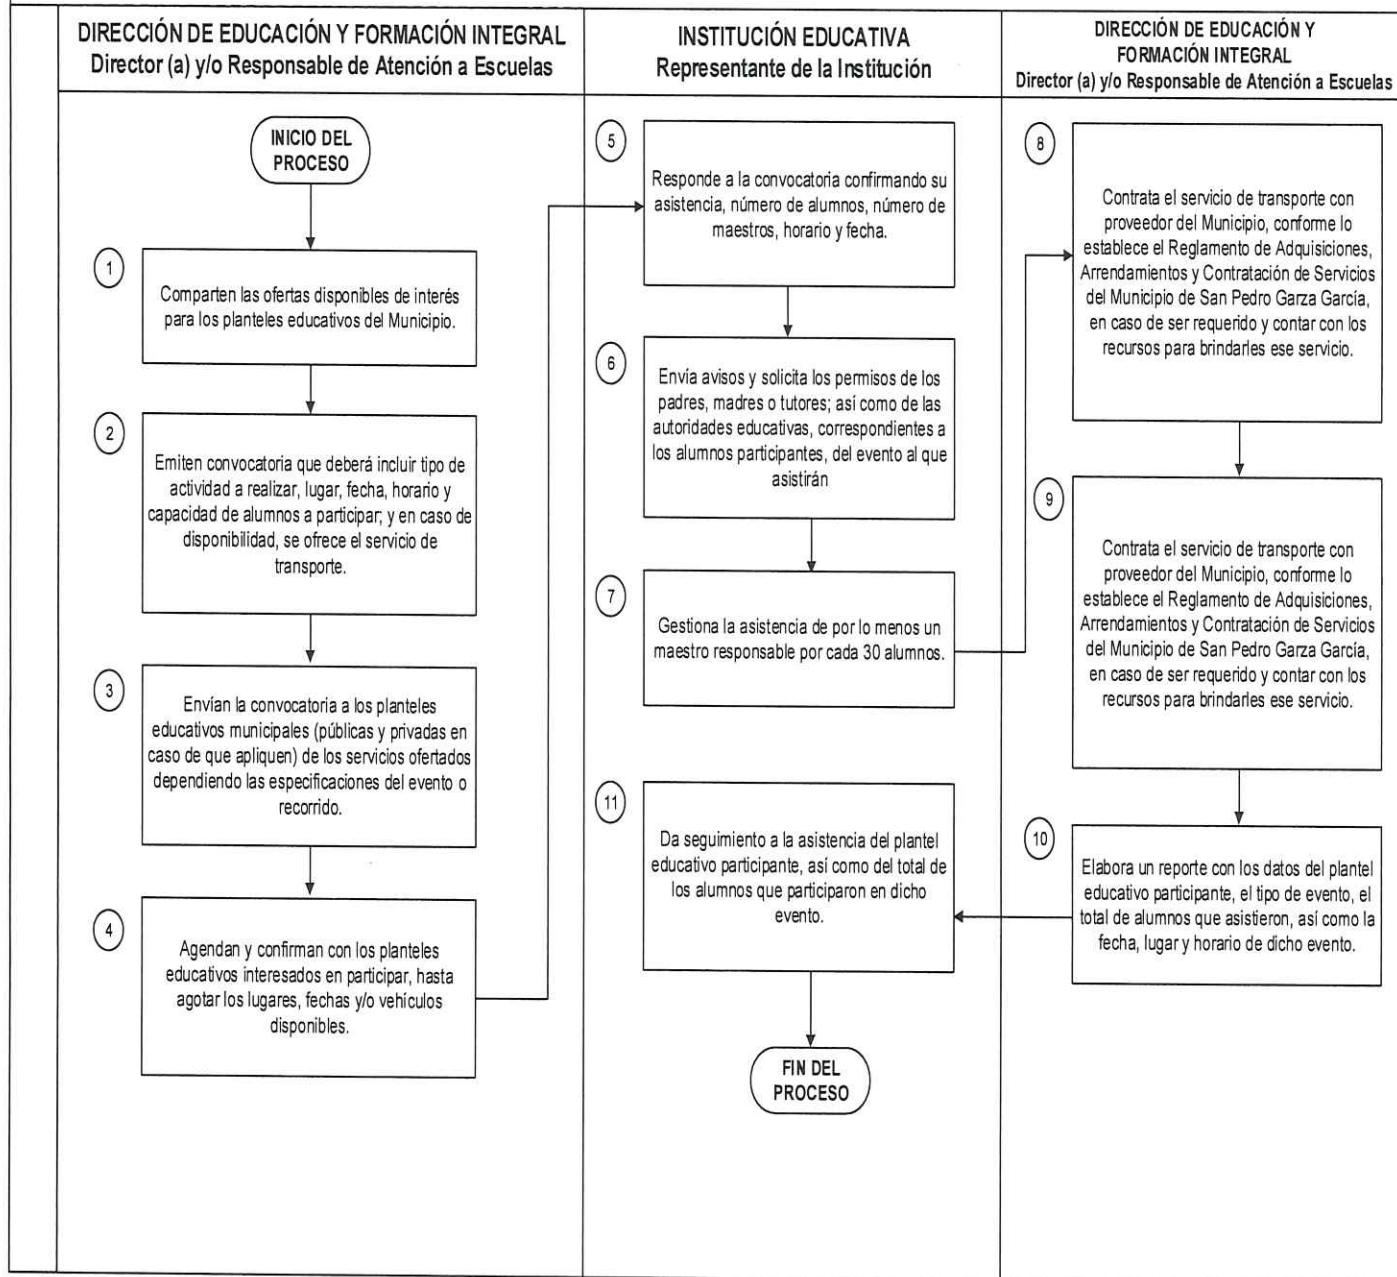 DIRECCIÓN DE EDUCACIÓN Y FORMACIÓN INTEGRAL
Director (a) y/o Responsable de Atención a Escuelas
INICIO DEL
PROCESO
1
Comparten las ofertas disponibles de interés
para los planteles educativos del Municipio.
2
Emiten convocatoria que deberá incluir tipo de
actividad a realizar, lugar, fecha, horario y
capacidad de alumnos a participar; y en caso de
disponibilidad, se ofrece el servicio de
transporte.
3
Envían la convocatoria a los planteles
educativos municipales (públicas y privadas en
caso de que apliquen) de los servicios ofertados
dependiendo las especificaciones del evento o
recorrido.
4
Agendan y confirman con los planteles
educativos interesados en participar, hasta
agotar los lugares, fechas y/o vehículos
disponibles.
INSTITUCIÓN EDUCATIVA
Representante de la Institución
5
Responde a la convocatoria confirmando su
asistencia, número de alumnos, número de
maestros, horario y fecha.
6
Envía avisos y solicita los permisos de los
padres, madres o tutores; así como de las
autoridades educativas, correspondientes a
los alumnos participantes, del evento al que
asistirán
7
Gestiona la asistencia de por lo menos un
maestro responsable por cada 30 alumnos.
DIRECCIÓN DE EDUCACIÓN Y
FORMACIÓN INTEGRAL
Director (a) y/o Responsable de Atención a Escuelas
8
Contrata el servicio de transporte con
proveedor del Municipio, conforme lo
establece el Reglamento de Adquisiciones,
Arrendamientos y Contratación de Servicios
del Municipio de San Pedro Garza García,
en caso de ser requerido y contar con los
recursos para brindarles ese servicio.
9
Contrata el servicio de transporte con
proveedor del Municipio, conforme lo
establece el Reglamento de Adquisiciones,
Arrendamientos y Contratación de Servicios
del Municipio de San Pedro Garza García,
en caso de ser requerido y contar con los
recursos para brindarles ese servicio.
10
Elabora un reporte con los datos del plantel
educativo participante, el tipo de evento, el
total de alumnos que asistieron, así como la
fecha, lugar y horario de dicho evento.
11
Da seguimiento a la asistencia del plantel
educativo participante, así como del total de
los alumnos que participaron en dicho
evento.
FIN DEL
PROCESO